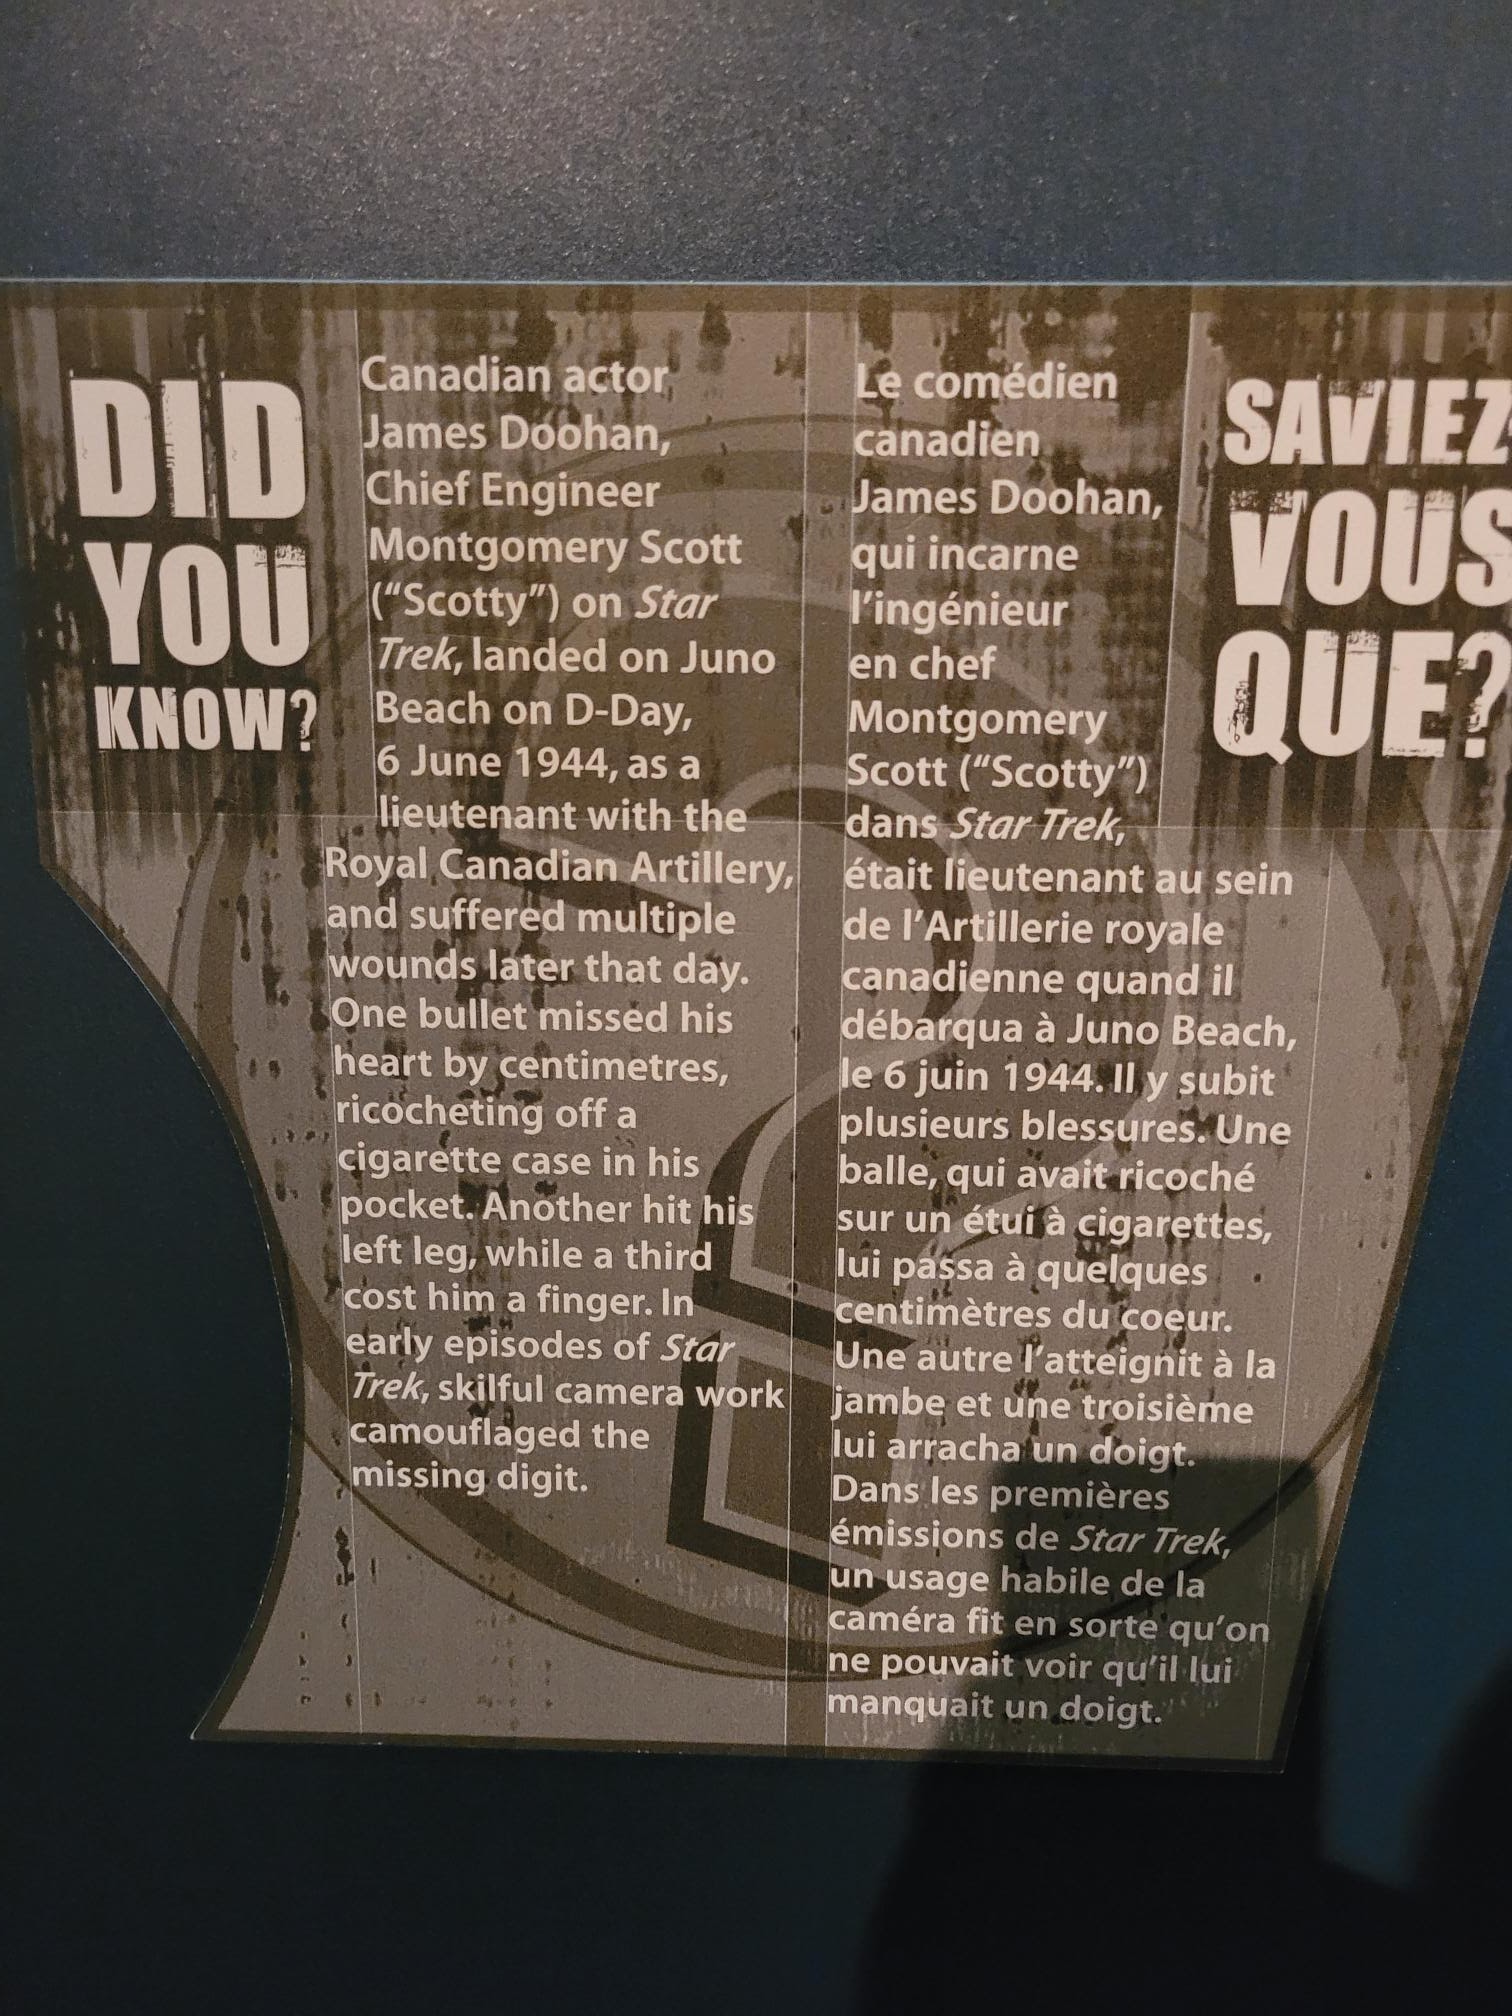 DID
YOU
KNOW?
Canadian actor,
James Doohan,
Chief Engineer
Montgomery Scott
(“Scotty”) on Star
Trek, landed on Juno
Beach on D-Day,
6 June 1944, as a
lieutenant with the
Royal Canadian Artillery,
and suffered multiple
wounds later that day.
One bullet missed his
heart by centimetres,
ricocheting off a
cigarette case in his
pocket. Another hit his
left leg, while a third
cost him a finger. In
early episodes of Star
Trek, skilful camera work
camouflaged the
missing digit.
Le comédien
canadien
James Doohan,
qui incarne
l’ingénieur
en chef
Montgomery
Scott (“Scotty”)
dans Star Trek,
était lieutenant au sein
de l’Artillerie royale
canadienne quand il
débarqua à Juno Beach,
le 6 juin 1944. Il y subit
plusieurs blessures. Une
balle, qui avait ricoché
sur un étui à cigarettes,
lui passa à quelques
centimètres du coeur.
Une autre l’atteignit à la
jambe et une troisième
lui arracha un doigt.
Dans les premières
émissions de Star Trek,
un usage habile de la
caméra fit en sorte qu’on
ne pouvait voir qu’il lui
manquait un doigt.
SAVIEZ
VOUS
QUE?